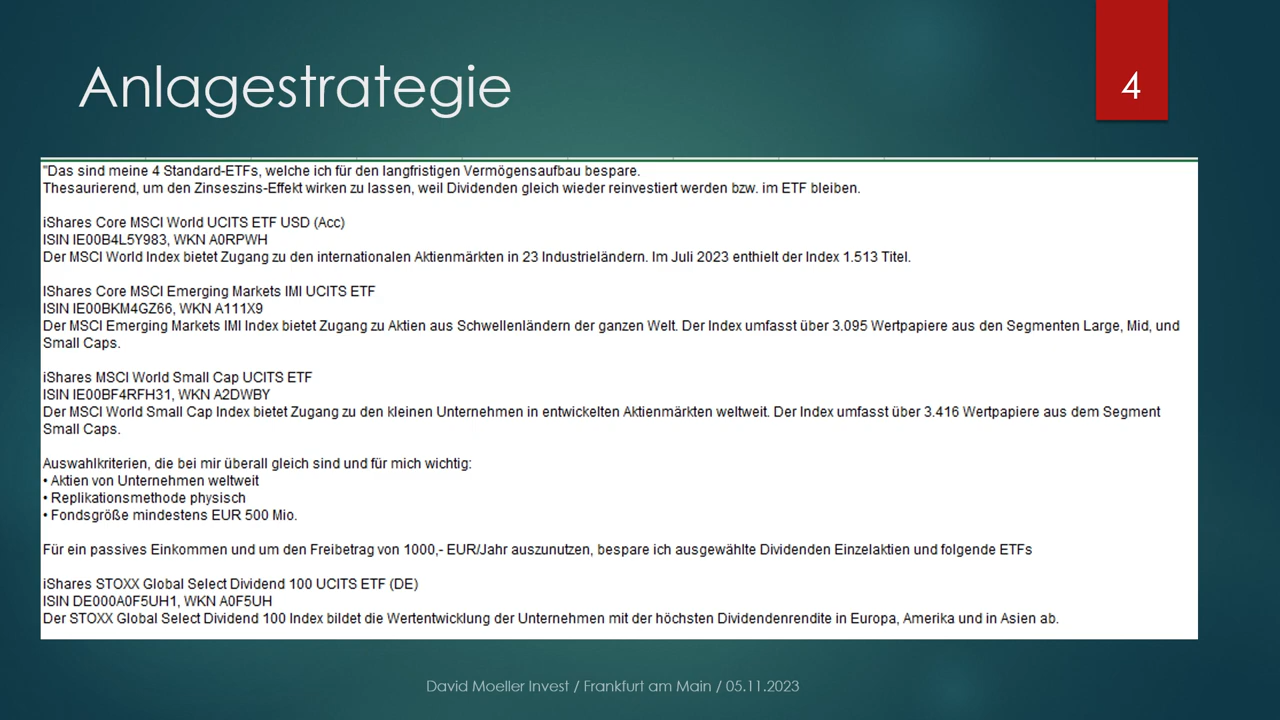 Anlagestrategie
4
"Das sind meine 4 Standard-ETFs, welche ich für den langfristigen Vermögensaufbau bespare.
Thesaurierend, um den Zinseszins-Effekt wirken zu lassen, weil Dividenden gleich wieder reinvestiert werden bzw. im ETF bleiben.
iShares Core MSCI World UCITS ETF USD (Acc)
ISIN IE00B4L5Y983, WKN A0RPWH
Der MSCI World Index bietet Zugang zu den internationalen Aktienmärkten in 23 Industrieländern. Im Juli 2023 enthielt der Index 1.513 Titel.
IShares Core MSCI Emerging Markets IMI UCITS ETF
ISIN IE00BKM4GZ66, WKN A111X9
Der MSCI Emerging Markets IMI Index bietet Zugang zu Aktien aus Schwellenländern der ganzen Welt. Der Index umfasst über 3.095 Wertpapiere aus den Segmenten Large, Mid, und
Small Caps.
iShares MSCI World Small Cap UCITS ETF
ISIN IE00BF4RFH31, WKN A2DWBY
Der MSCI World Small Cap Index bietet Zugang zu den kleinen Unternehmen in entwickelten Aktienmärkten weltweit. Der Index umfasst über 3.416 Wertpapiere aus dem Segment
Small Caps.
Auswahlkriterien, die bei mir überall gleich sind und für mich wichtig:
• Aktien von Unternehmen weltweit
• Replikationsmethode physisch
• Fondsgröße mindestens EUR 500 Mio.
Für ein passives Einkommen und um den Freibetrag von 1000,- EUR/Jahr auszunutzen, bespare ich ausgewählte Dividenden Einzelaktien und folgende ETFs
iShares STOXX Global Select Dividend 100 UCITS ETF (DE)
ISIN DE000A0F5UH1, WKN A0F5UH
Der STOXX Global Select Dividend 100 Index bildet die Wertentwicklung der Unternehmen mit der höchsten Dividendenrendite in Europa, Amerika und in Asien ab.
David Moeller Invest / Frankfurt am Main / 05.11.2023